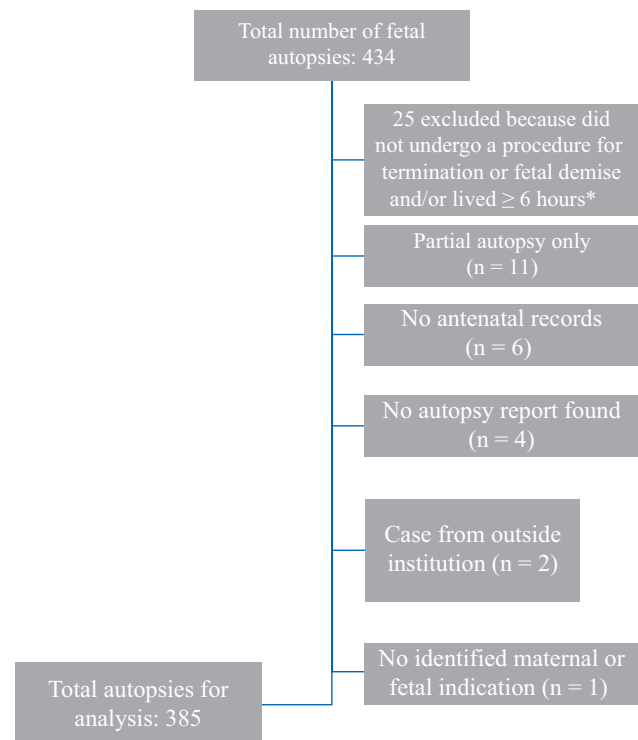 Total number of fetal
autopsies: 434
25 excluded because did
not undergo a procedure for
termination or fetal demise
and/or lived ≥ 6 hours*
Partial autopsy only
(n = 11)
No antenatal records
(n = 6)
No autopsy report found
(n = 4)
Case from outside
institution (n = 2)
No identified maternal or
fetal indication (n = 1)
Total autopsies for
analysis: 385